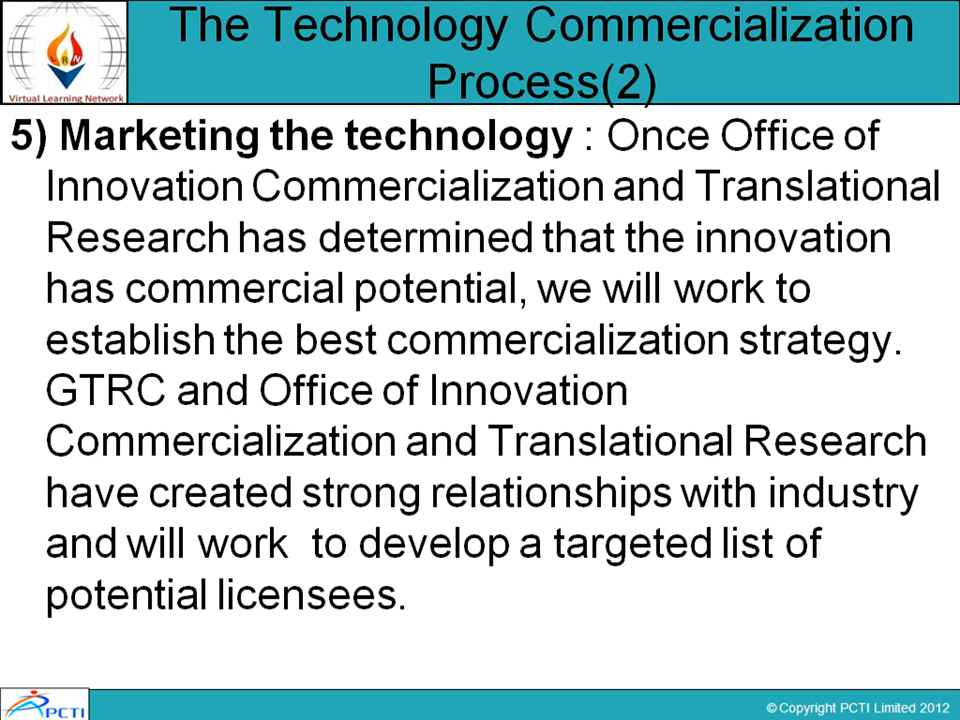 The Technology Commercialization
Process(2)
RN
Virtual Learning Network
5) Marketing the technology : Once Office of
Innovation Commercialization and Translational
Research has determined that the innovation
has commercial potential, we will work to
establish the best commercialization strategy.
GTRC and Office of Innovation
Commercialization and Translational Research
have created strong relationships with industry
and will work to develop a targeted list of
potential licensees.
PCTI
© Copyright PCTI Limited 2012